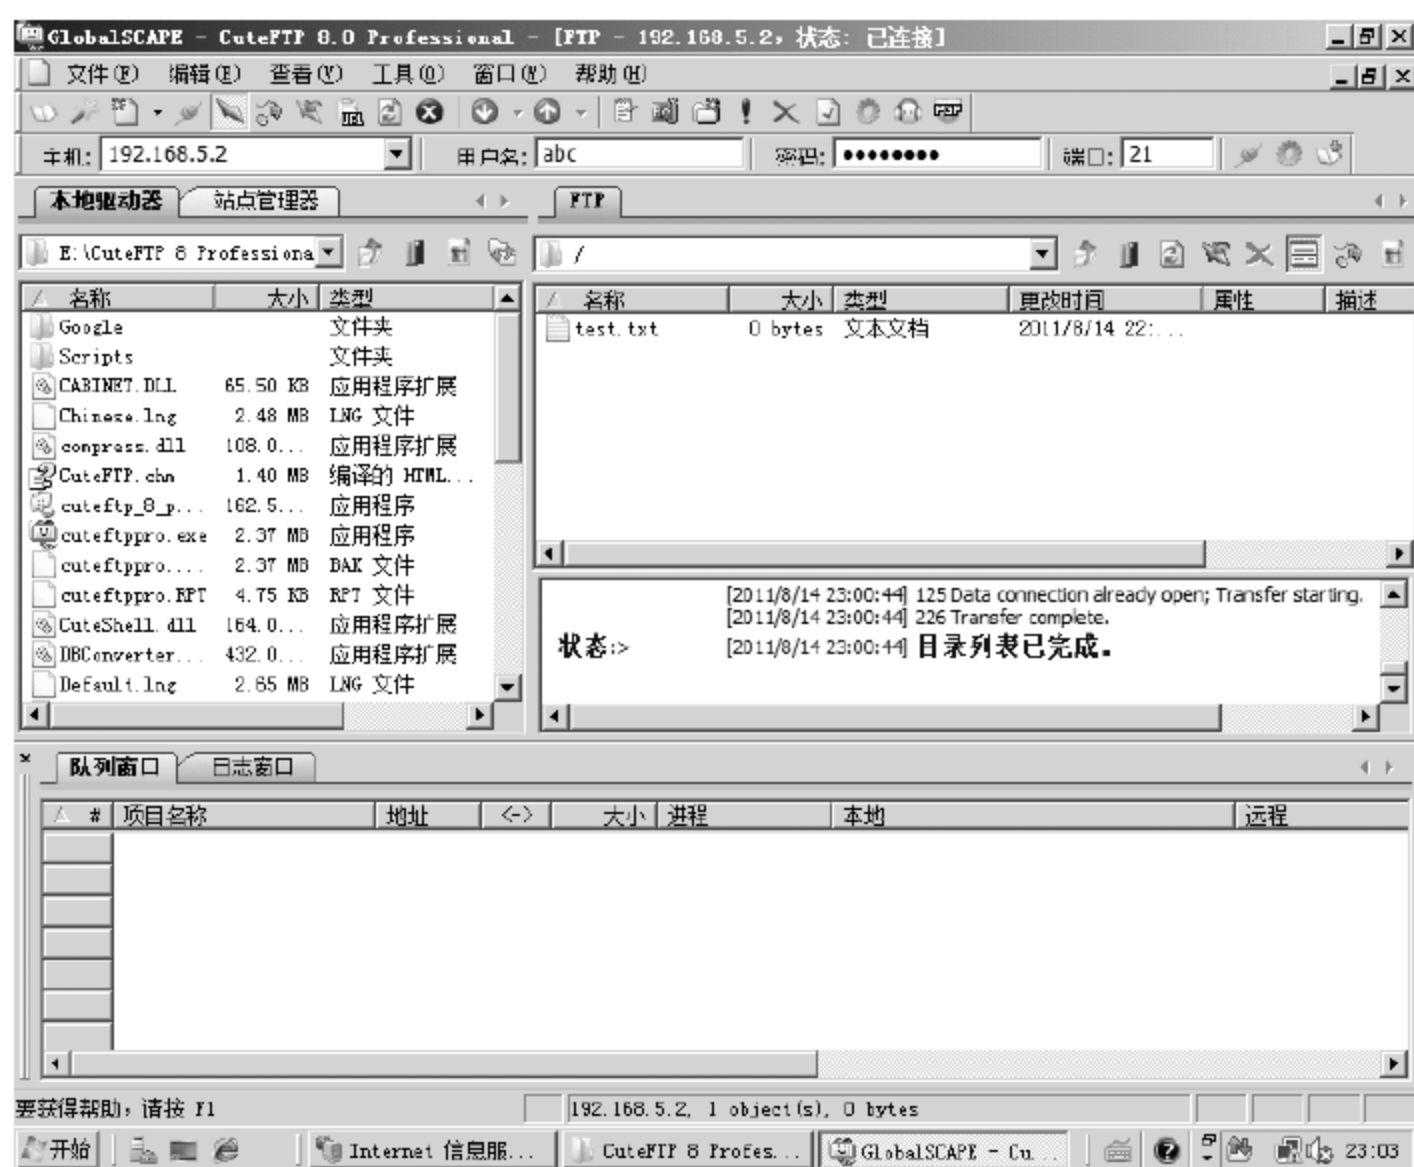 GlobalSCAPE - CuteFTP 8.0 Professional - [FTP - 192.168.5.2, 状态: 已连接]
文件(F) 编辑(E) 查看(V) 工具(O) 窗口(W) 帮助(H)
主机: 192.168.5.2 用户名: abc 密码: ●●●●●●●● 端口: 21
本地驱动器 站点管理器 FTP
E:\CuteFTP 8 Professiona /
名称 大小 类型 名称 大小 类型 更改时间 属性 描述
Google 文件夹 test.txt 0 bytes 文本文档 2011/8/14 22:...
Scripts 文件夹
CABINET.DLL 65.50 KB 应用程序扩展
Chinese.lng 2.48 MB LNG 文件
compress.dll 108.0... 应用程序扩展
CuteFTP.chm 1.40 MB 编译的 HTML...
cuteftp_8_p... 162.5... 应用程序
cuteftppro.exe 2.37 MB 应用程序
cuteftppro.... 2.37 MB BAK 文件
cuteftppro.RPT 4.75 KB RPT 文件
CuteShell.dll 164.0... 应用程序扩展
DBConverter... 432.0... 应用程序扩展
Default.lng 2.65 MB LNG 文件
[2011/8/14 23:00:44] 125 Data connection already open; Transfer starting.
[2011/8/14 23:00:44] 226 Transfer complete.
状态:> [2011/8/14 23:00:44] 目录列表已完成。
队列窗口 日志窗口
# 项目名称 地址 <-> 大小 进程 本地 远程
要获得帮助, 请按 F1 192.168.5.2, 1 object(s), 0 bytes
开始 Internet 信息服... CuteFTP 8 Profes... GlobalSCAPE - Cu... 23:03